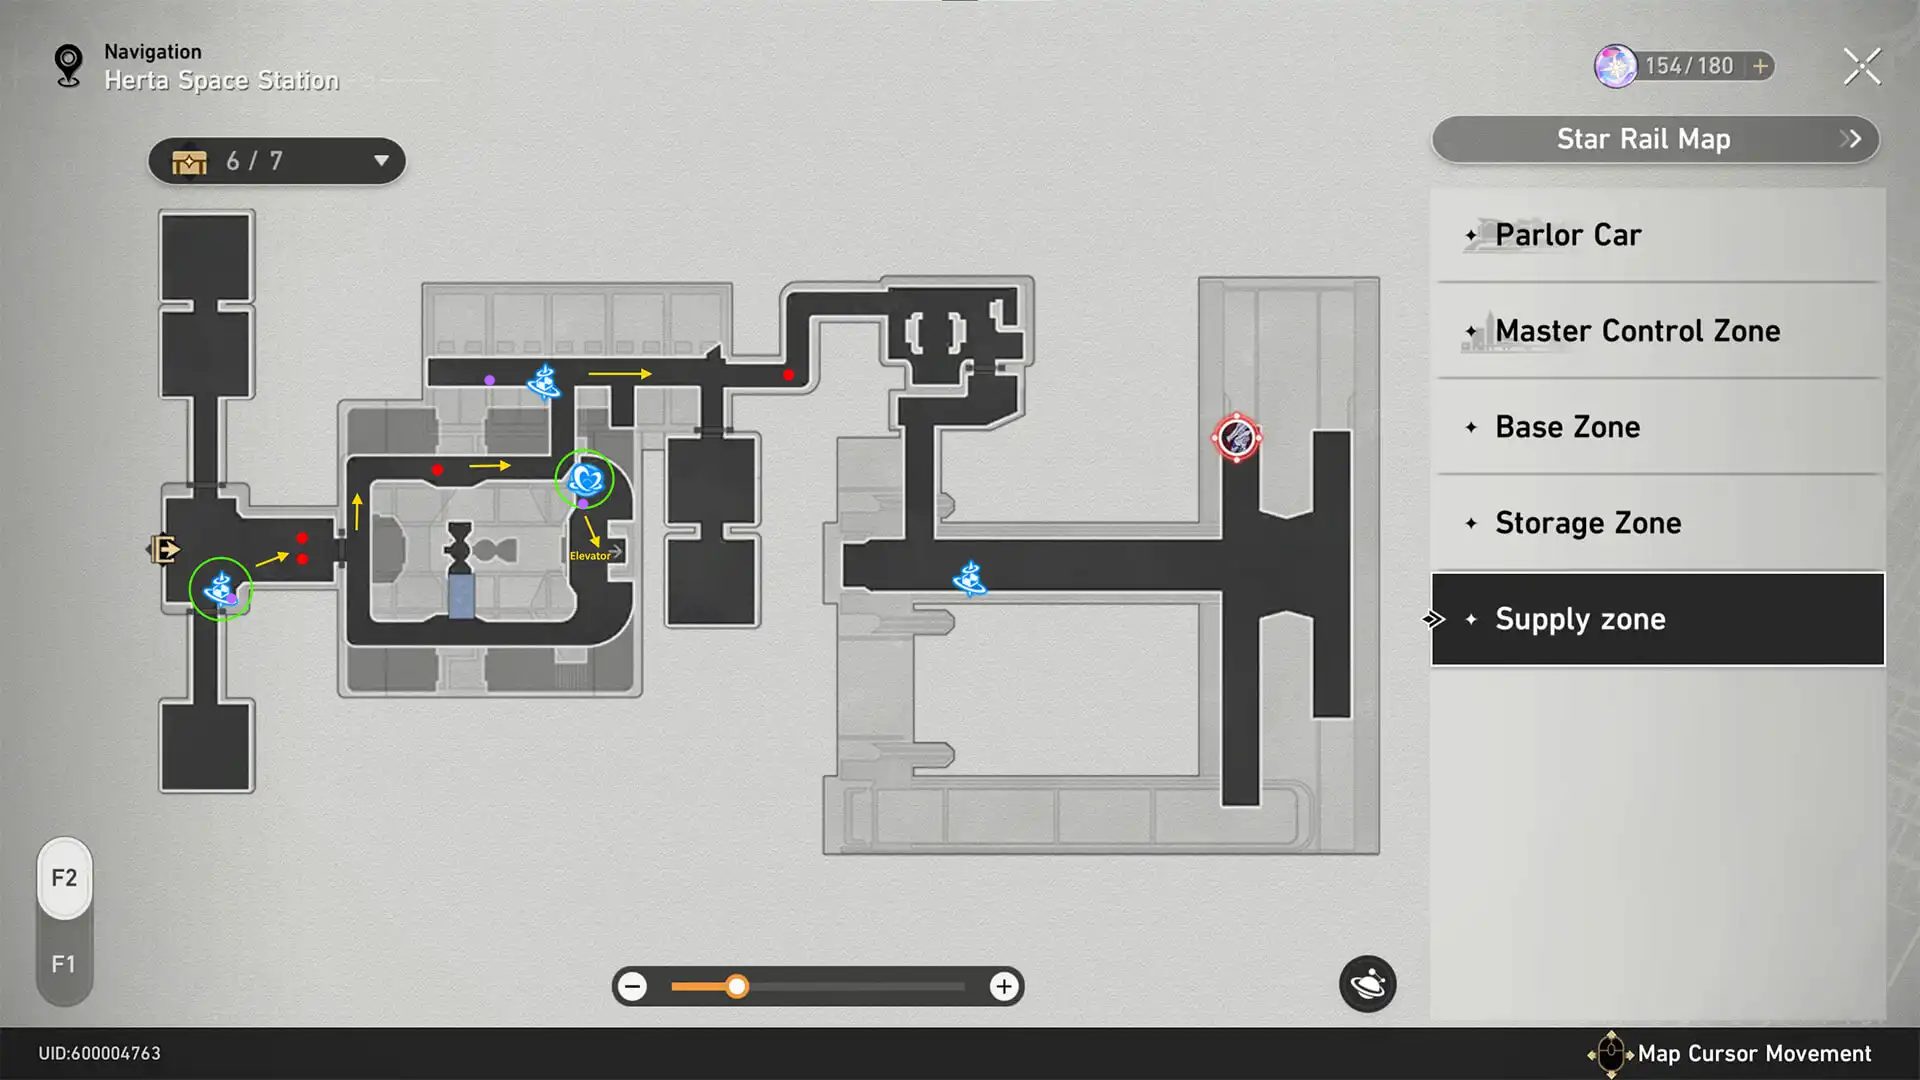 Navigation
Herta Space Station
154/180 +
Star Rail Map
6 / 7
Parlor Car
Master Control Zone
Base Zone
Storage Zone
Supply zone
Elevator
F2
F1
UID:600004763
Map Cursor Movement